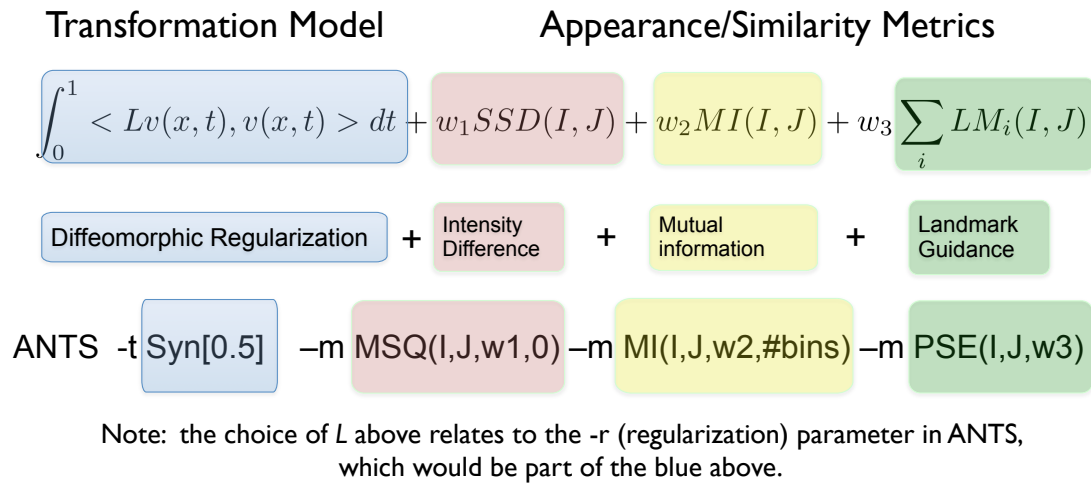 Transformation Model Appearance/Similarity Metrics
∫₀¹ < Lv(x, t), v(x, t) > dt + w₁SSD(I, J) + w₂MI(I, J) + w₃ ∑ᵢ LMᵢ(I, J)
Diffeomorphic Regularization + Intensity Difference + Mutual information + Landmark Guidance
ANTS -t Syn[0.5] –m MSQ(I,J,w1,0) –m MI(I,J,w2,#bins) –m PSE(I,J,w3)
Note: the choice of L above relates to the -r (regularization) parameter in ANTS,
which would be part of the blue above.